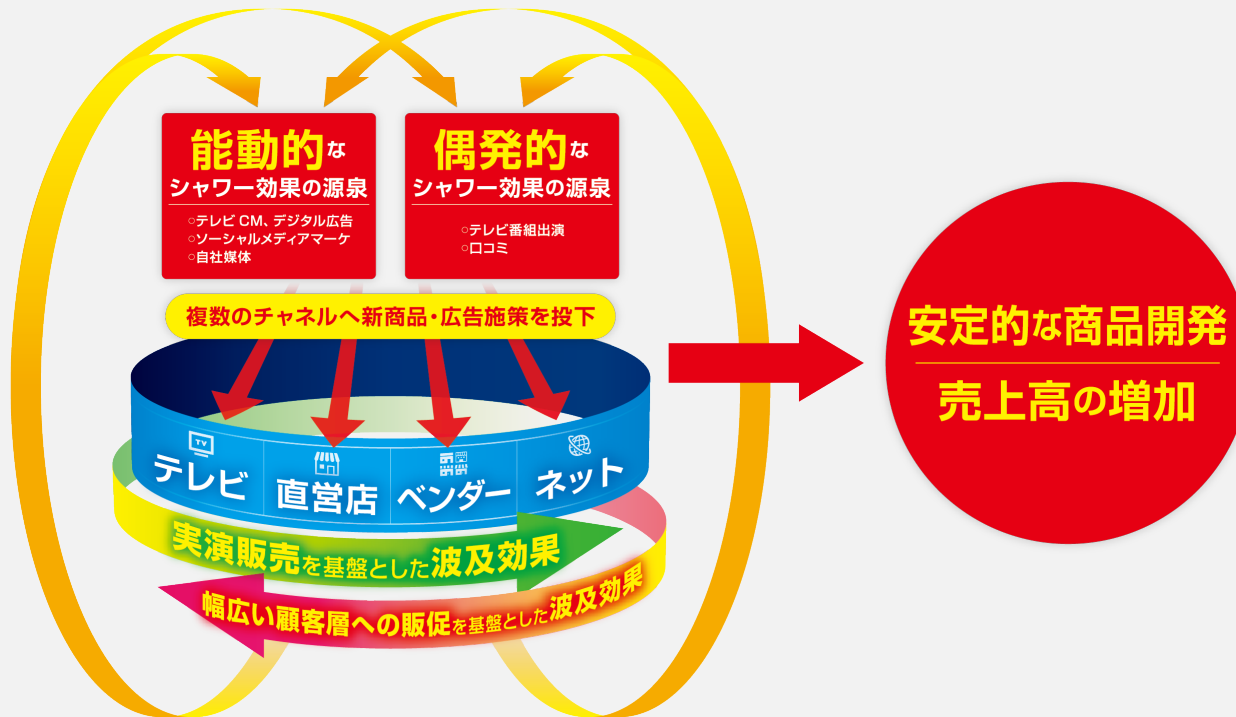 能動的な
シャワー効果の源泉
○テレビCM、デジタル広告
○ソーシャルメディアマーケ
○自社媒体
偶発的な
シャワー効果の源泉
○テレビ番組出演
○口コミ
複数のチャネルへ新商品・広告施策を投下
TV
テレビ
直営店
ベンダー
ネット
実演販売を基盤とした波及効果
幅広い顧客層への販促を基盤とした波及効果
安定的な商品開発
売上高の増加